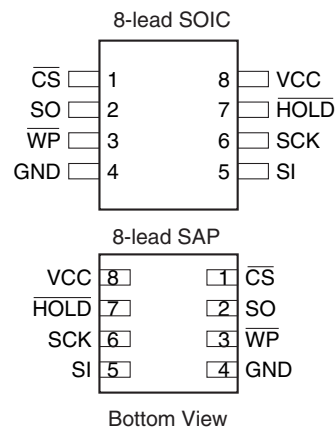 8-lead SOIC
CS 1 8 VCC
SO 2 7 HOLD
WP 3 6 SCK
GND 4 5 SI
8-lead SAP
VCC 8 1 CS
HOLD 7 2 SO
SCK 6 3 WP
SI 5 4 GND
Bottom View